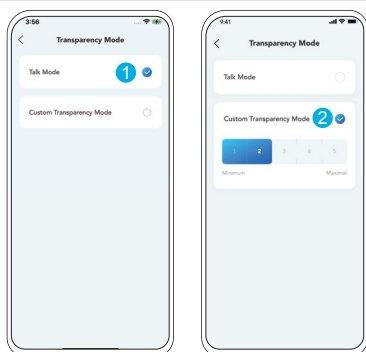 3:56
Transparency Mode
Talk Mode
1
Custom Transparency Mode
9:41
Transparency Mode
Talk Mode
Custom Transparency Mode
2
1 2 3 4 5
Minimum Maximal